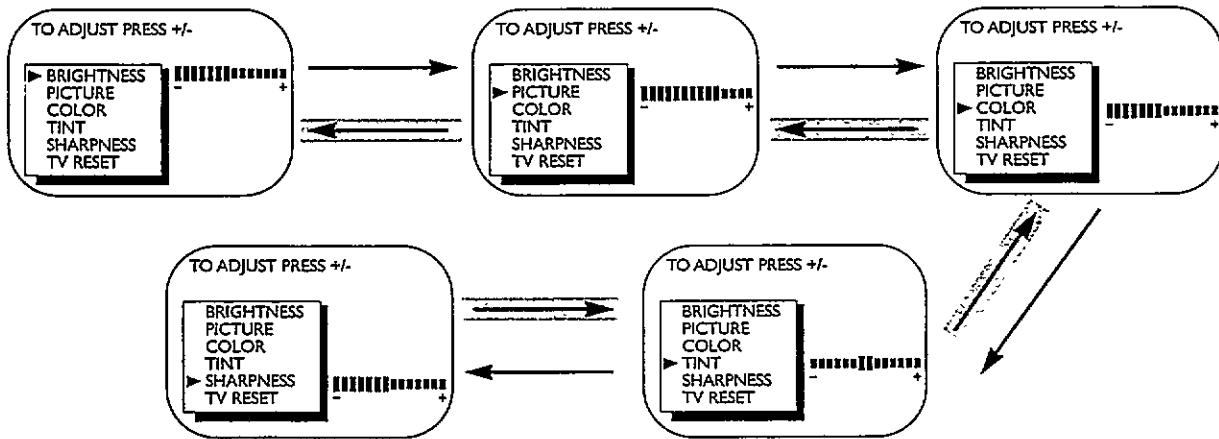 TO ADJUST PRESS +/-
BRIGHTNESS
PICTURE
COLOR
TINT
SHARPNESS
TV RESET
- +
TO ADJUST PRESS +/-
BRIGHTNESS
PICTURE
COLOR
TINT
SHARPNESS
TV RESET
- +
TO ADJUST PRESS +/-
BRIGHTNESS
PICTURE
COLOR
TINT
SHARPNESS
TV RESET
- +
TO ADJUST PRESS +/-
BRIGHTNESS
PICTURE
COLOR
TINT
SHARPNESS
TV RESET
- +
TO ADJUST PRESS +/-
BRIGHTNESS
PICTURE
COLOR
TINT
SHARPNESS
TV RESET
- +